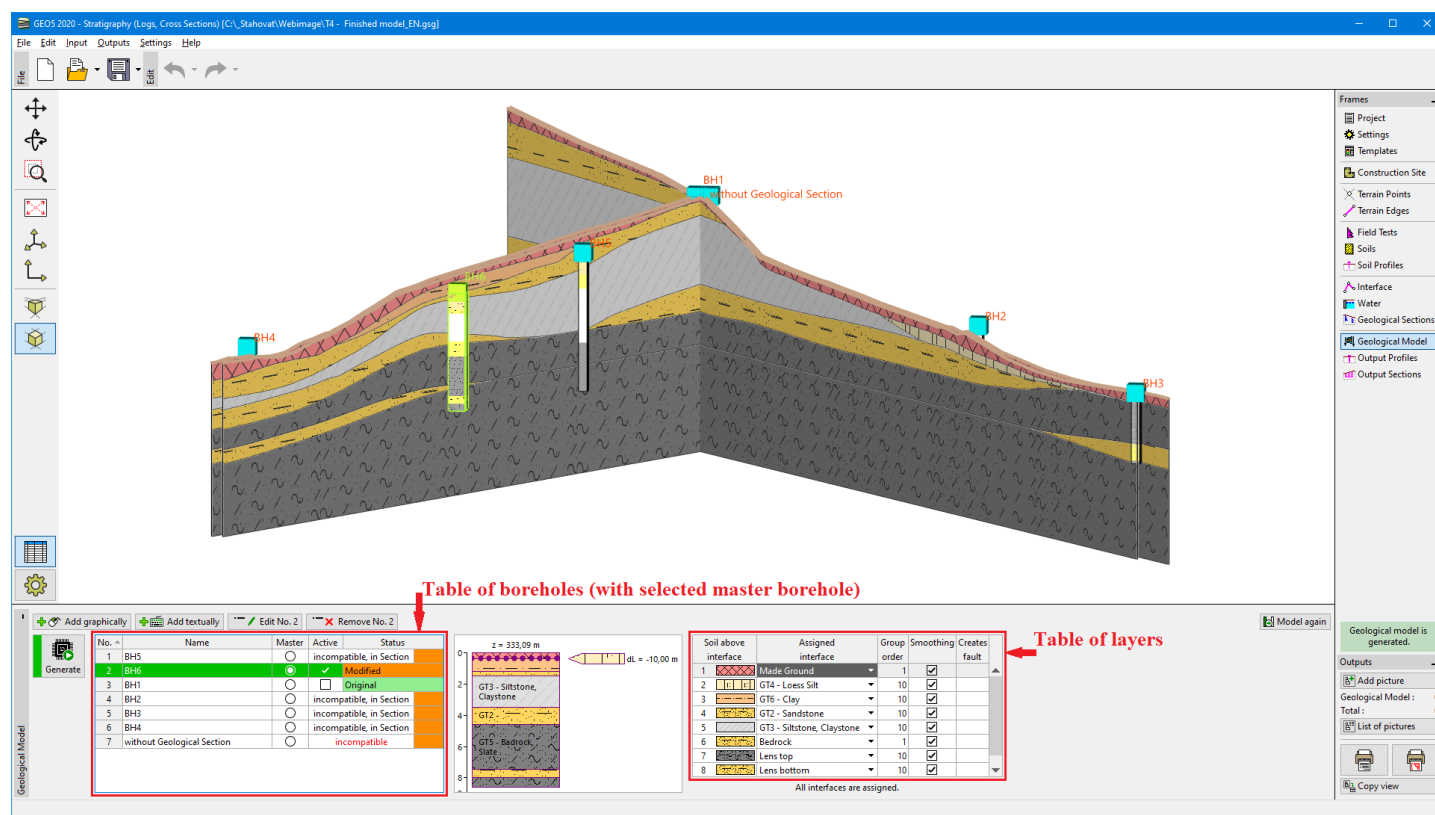 GEO5 2020 - Stratigraphy (Logs, Cross Sections) [C:\_Stahovat\Webimage\T4 - Finished model_EN.gsg]
File Edit Input Outputs Settings Help
File
Edit
Frames
Project
Settings
Templates
Construction Site
Terrain Points
Terrain Edges
Field Tests
Soils
Soil Profiles
Interface
Water
Geological Sections
Geological Model
Output Profiles
Output Sections
BH1
without Geological Section
BH5
BH6
BH4
BH2
BH3
Table of boreholes (with selected master borehole)
Table of layers
Add graphically Add textually Edit No. 2 Remove No. 2 Model again
Generate
Geological Model
No. Name Master Active Status
1 BH5 incompatible, in Section
2 BH6 Modified
3 BH1 Original
4 BH2 incompatible, in Section
5 BH3 incompatible, in Section
6 BH4 incompatible, in Section
7 without Geological Section incompatible
z = 333,09 m
dL = -10,00 m
0
2
4
6
8
GT3 - Siltstone,
Claystone
GT2 -
GT5 - Bedrock,
Slate
Soil above Assigned Group Smoothing Creates
interface interface order fault
1 Made Ground 1
2 GT4 - Loess Silt 10
3 GT6 - Clay 10
4 GT2 - Sandstone 10
5 GT3 - Siltstone, Claystone 10
6 Bedrock 1
7 Lens top 10
8 Lens bottom 10
All interfaces are assigned.
Geological model is
generated.
Outputs
Add picture
Geological Model :
Total :
List of pictures
Copy view